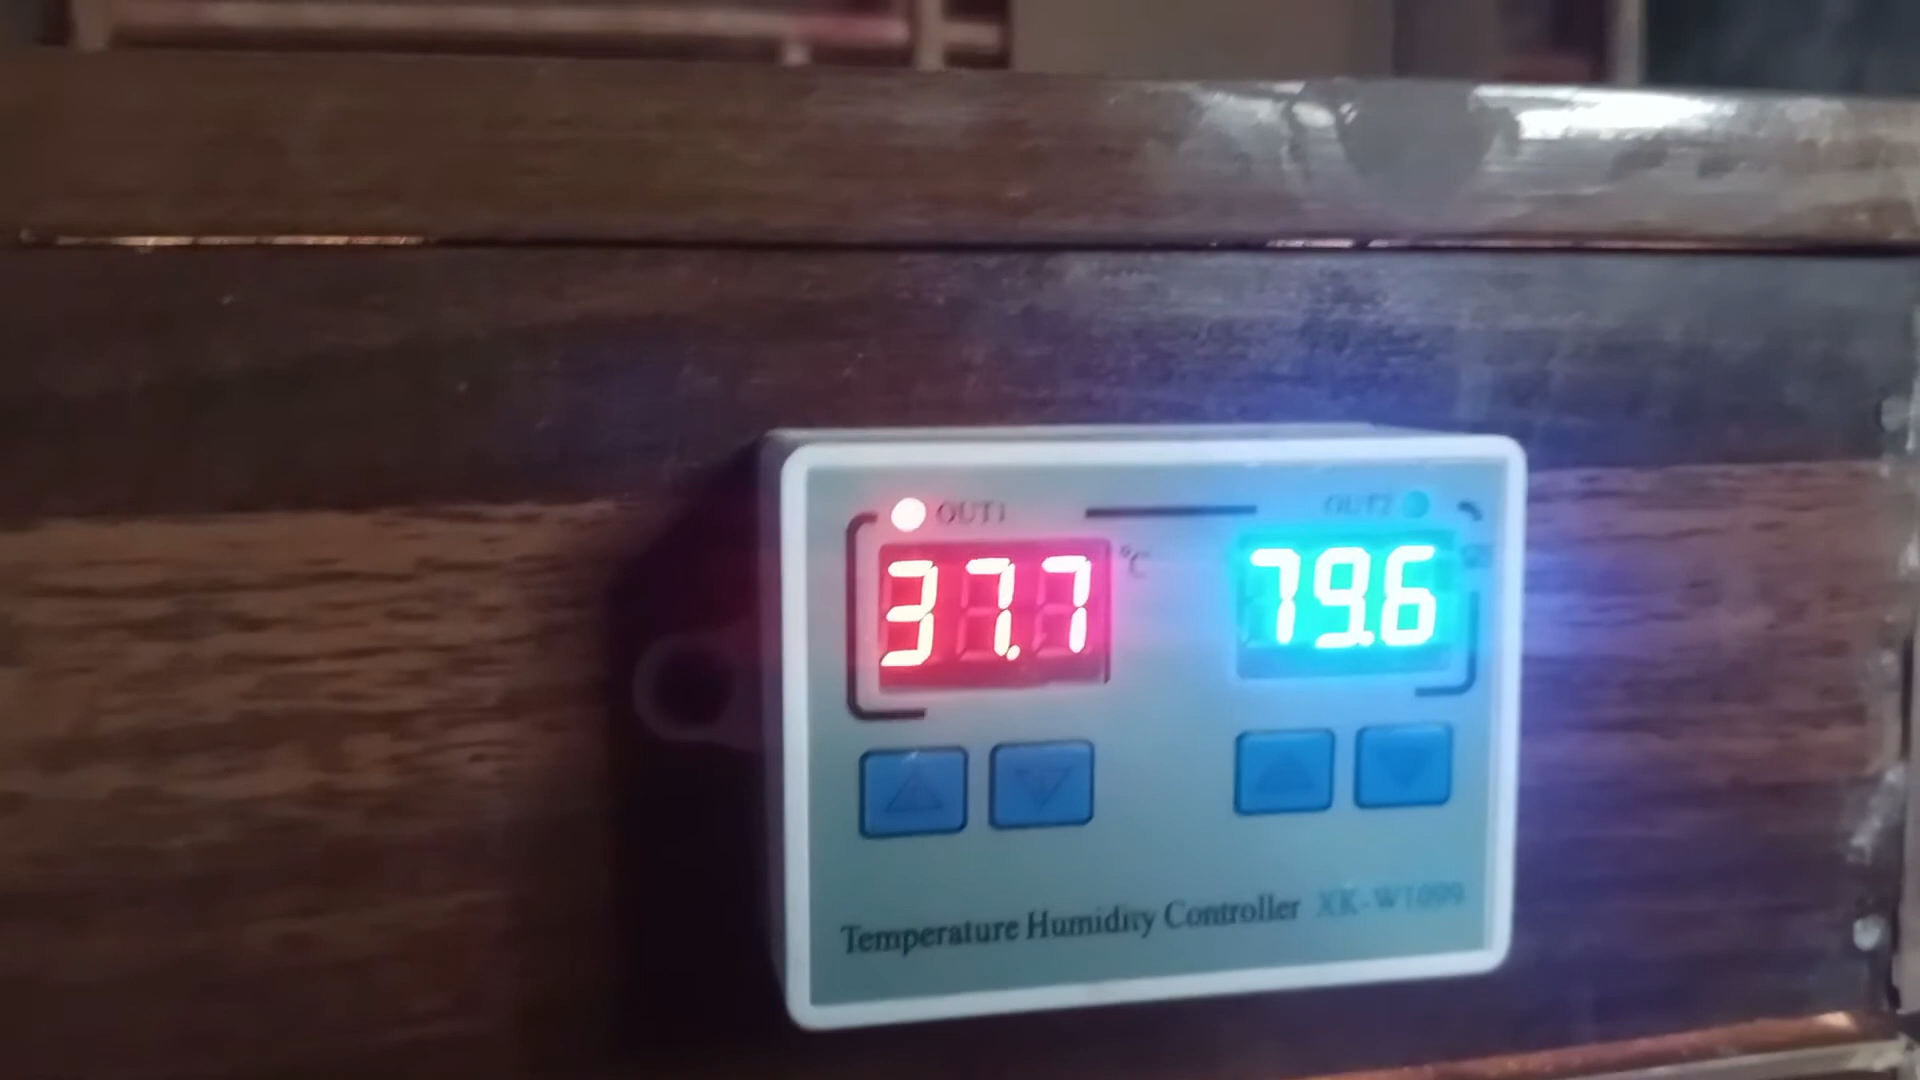 OUT1 OUT2
37.7 °C 79.6
Temperature Humidity Controller XK-W1099